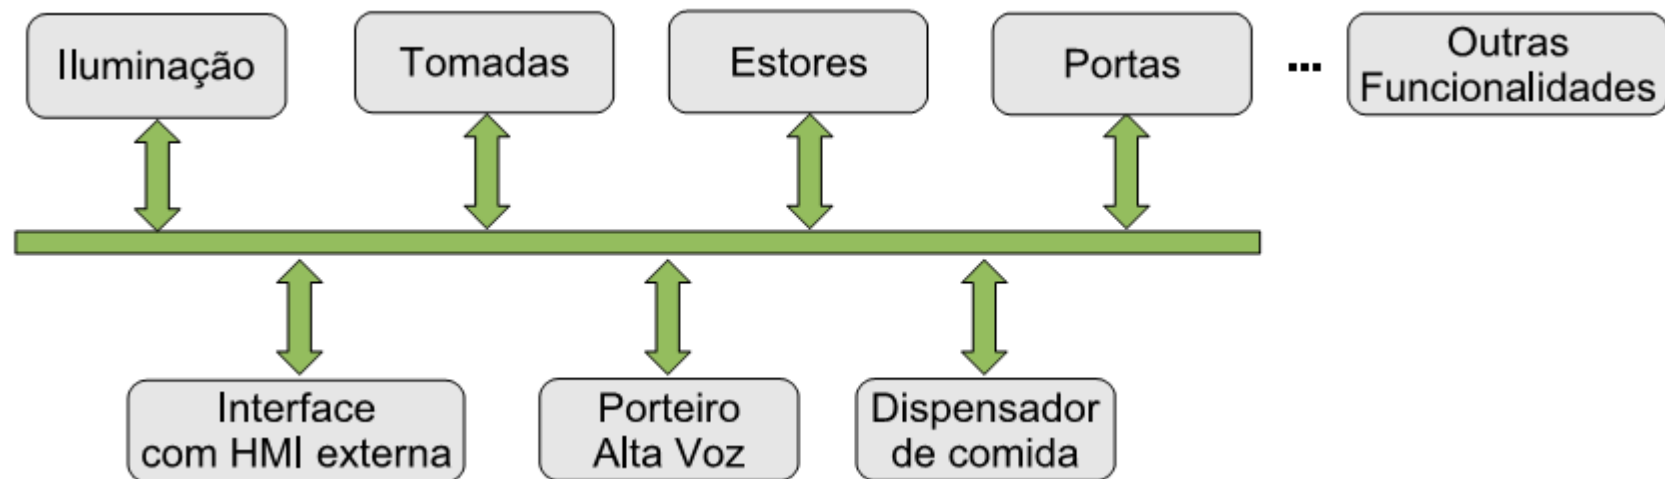 Iluminação
Tomadas
Estores
Portas
...
Outras
Funcionalidades
Interface
com HMI externa
Porteiro
Alta Voz
Dispensador
de comida